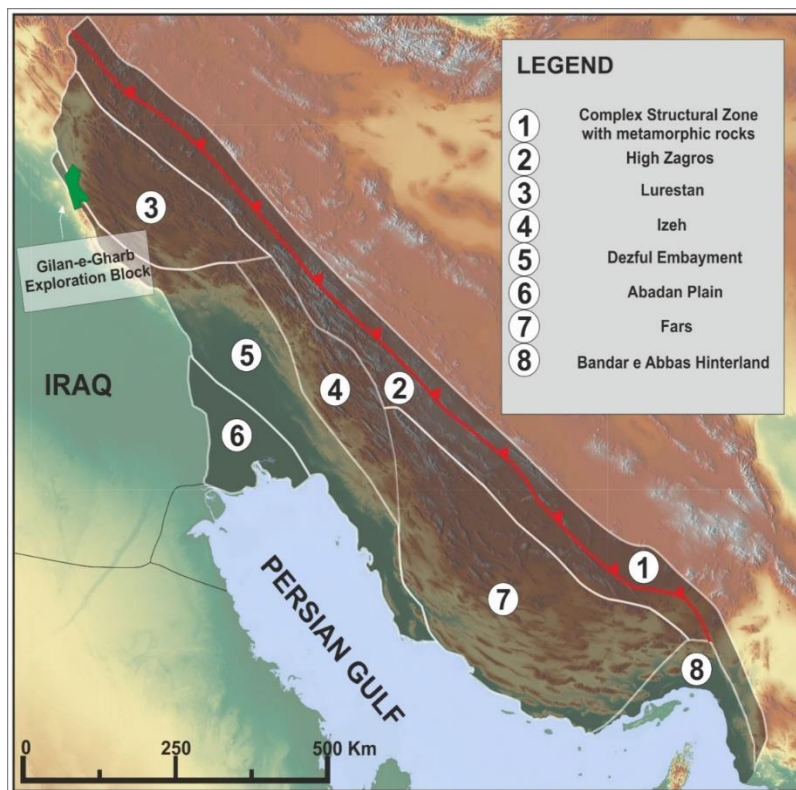 LEGEND
1 Complex Structural Zone
with metamorphic rocks
2 High Zagros
3 Lurestan
4 Izeh
5 Dezful Embayment
6 Abadan Plain
7 Fars
8 Bandar e Abbas Hinterland
3
Gilan-e-Gharb
Exploration Block
5
IRAQ
4
2
6
1
PERSIAN GULF
7
8
0 250 500 Km